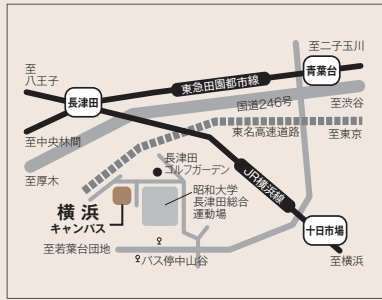 至二子玉川
至
八王子
青葉台
東急田園都市線
長津田
国道246号
至渋谷
東名高速道路
至東京
至中央林間
長津田
ゴルフガーデン
至厚木
JR横浜線
昭和大学
長津田総合
運動場
横浜
キャンパス
十日市場
至若葉台団地
バス停中山谷
至横浜